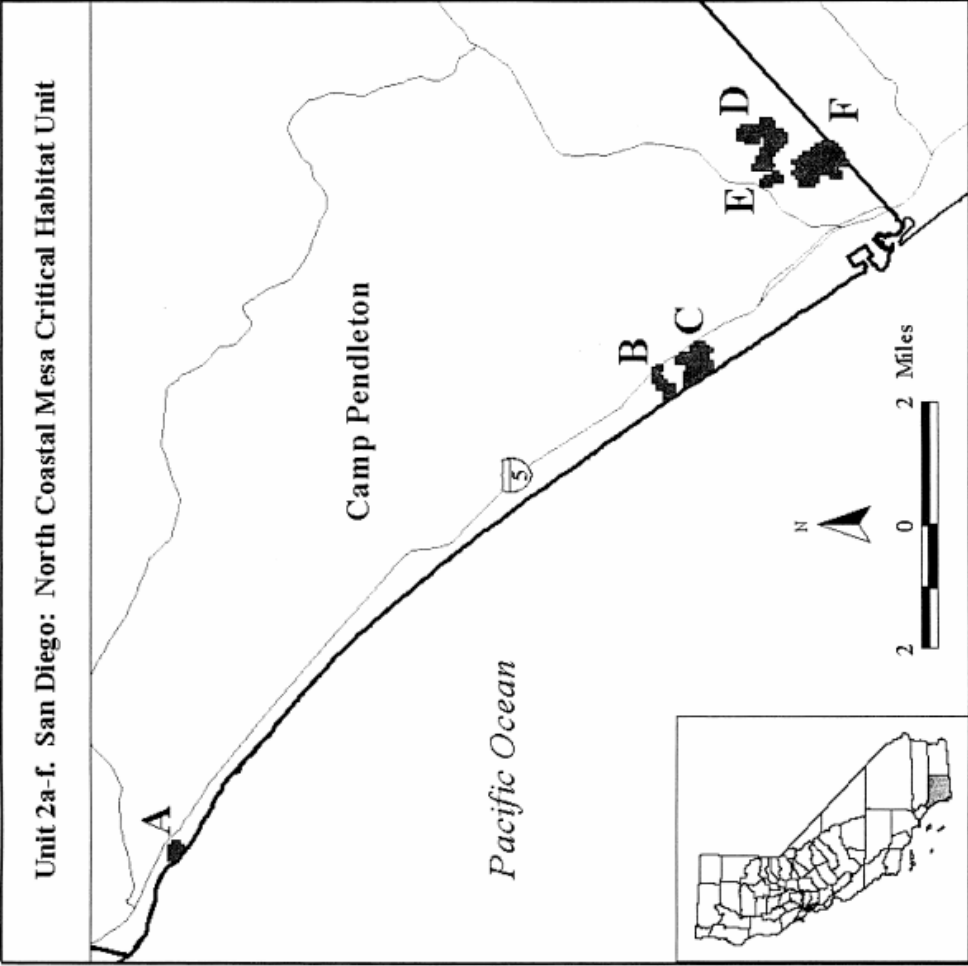 Unit 2a-f. San Diego: North Coastal Mesa Critical Habitat Unit
A
Camp Pendleton
5
Pacific Ocean
B
C
D
E
F
N
2 0 2 Miles